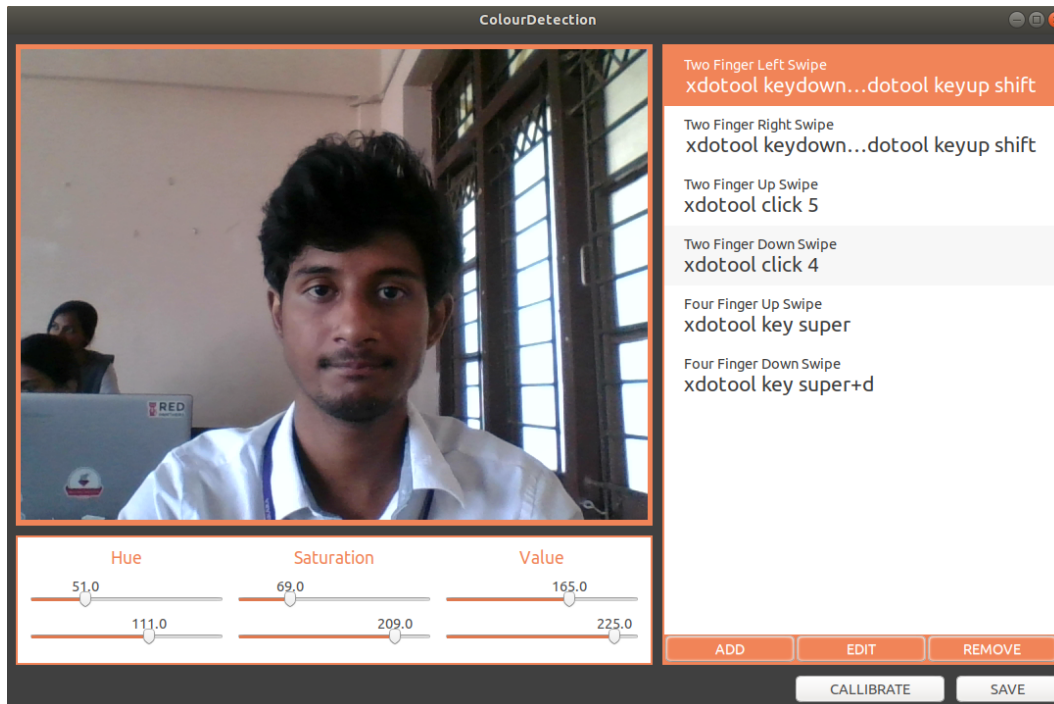 ColourDetection
Two Finger Left Swipe
xdotool keydown...dotool keyup shift
Two Finger Right Swipe
xdotool keydown...dotool keyup shift
Two Finger Up Swipe
xdotool click 5
Two Finger Down Swipe
xdotool click 4
Four Finger Up Swipe
xdotool key super
Four Finger Down Swipe
xdotool key super+d
RED
Hue
Saturation
Value
51.0
69.0
165.0
111.0
209.0
225.0
ADD
EDIT
REMOVE
CALLIBRATE
SAVE